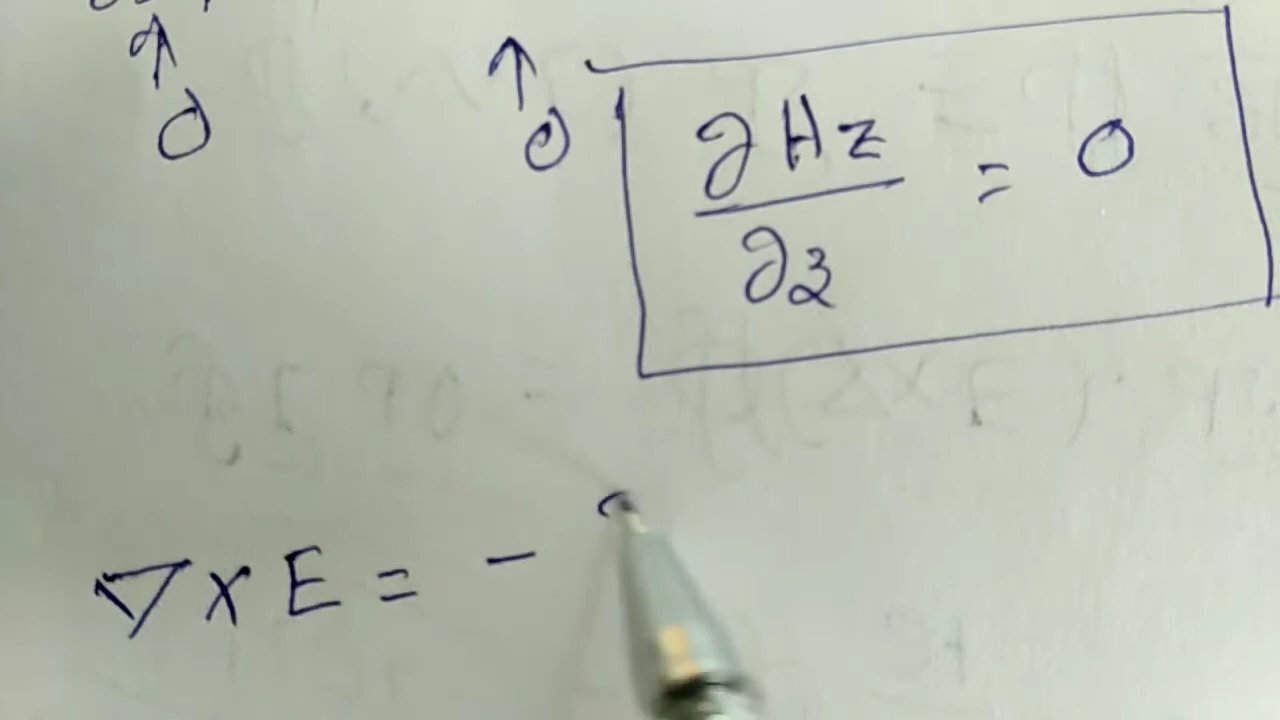 ↑ ↑
0 0
∂Hz/∂z = 0
∇ X E = -